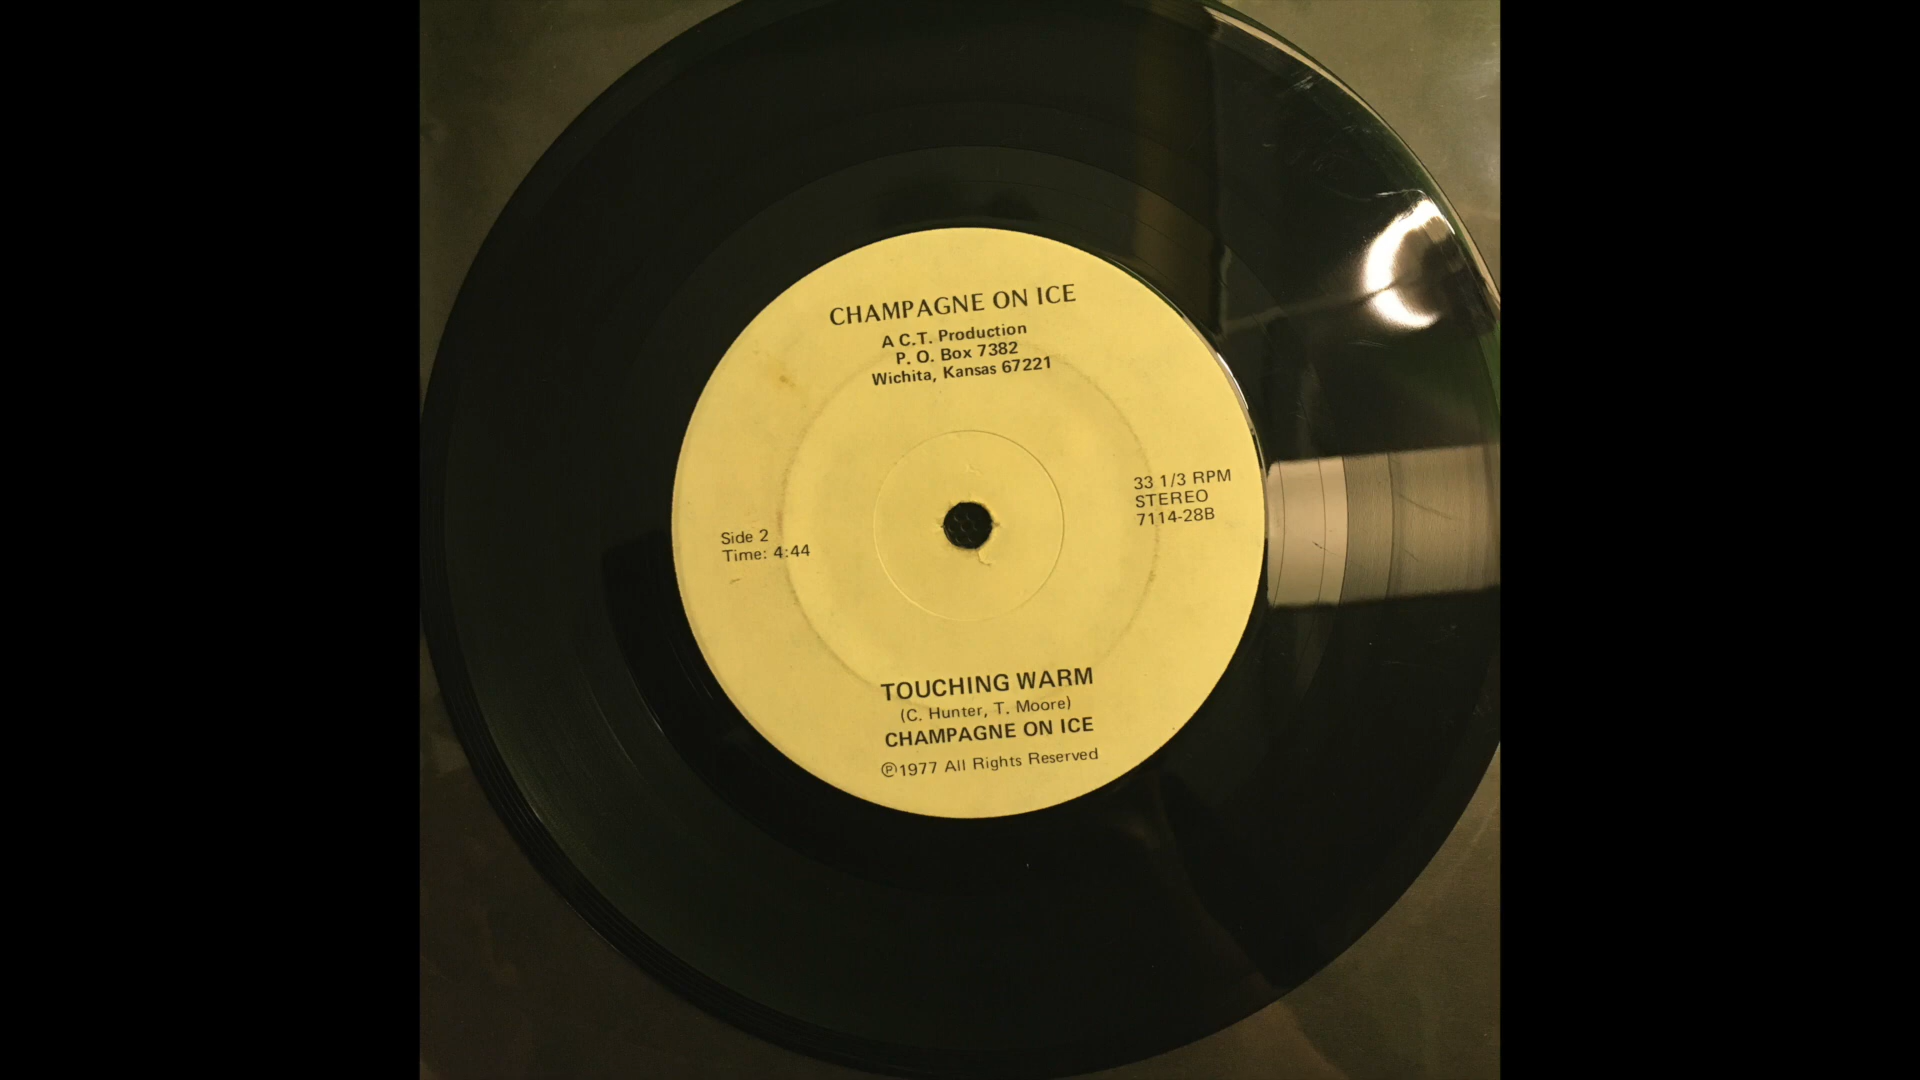 CHAMPAGNE ON ICE
A C.T. Production
P. O. Box 7382
Wichita, Kansas 67221
33 1/3 RPM
STEREO
7114-28B
Side 2
Time: 4:44
TOUCHING WARM
(C. Hunter, T. Moore)
CHAMPAGNE ON ICE
Ⓟ1977 All Rights Reserved